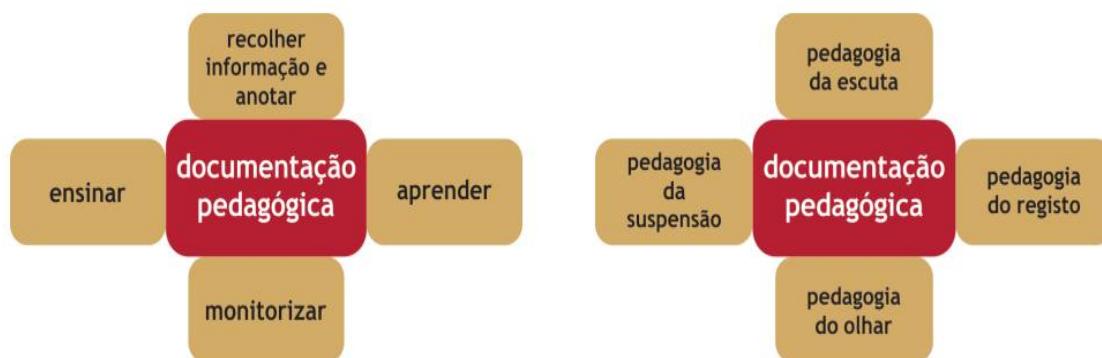 recolher
informação e
anotar
ensinar
documentação
pedagógica
aprender
monitorizar
pedagogia
da escuta
pedagogia
da
suspensão
documentação
pedagógica
pedagogia
do registo
pedagogia
do olhar